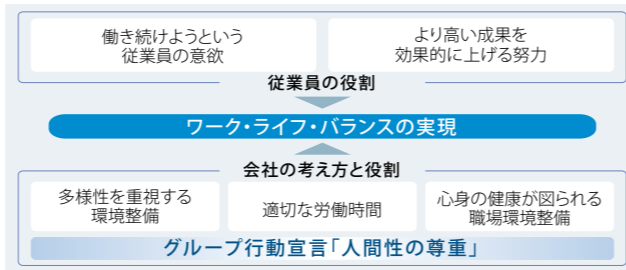 働き続けようという
従業員の意欲
より高い成果を
効果的に上げる努力
従業員の役割
ワーク・ライフ・バランスの実現
会社の考え方と役割
多様性を重視する
環境整備
適切な労働時間
心身の健康が図られる
職場環境整備
グループ行動宣言「人間性の尊重」